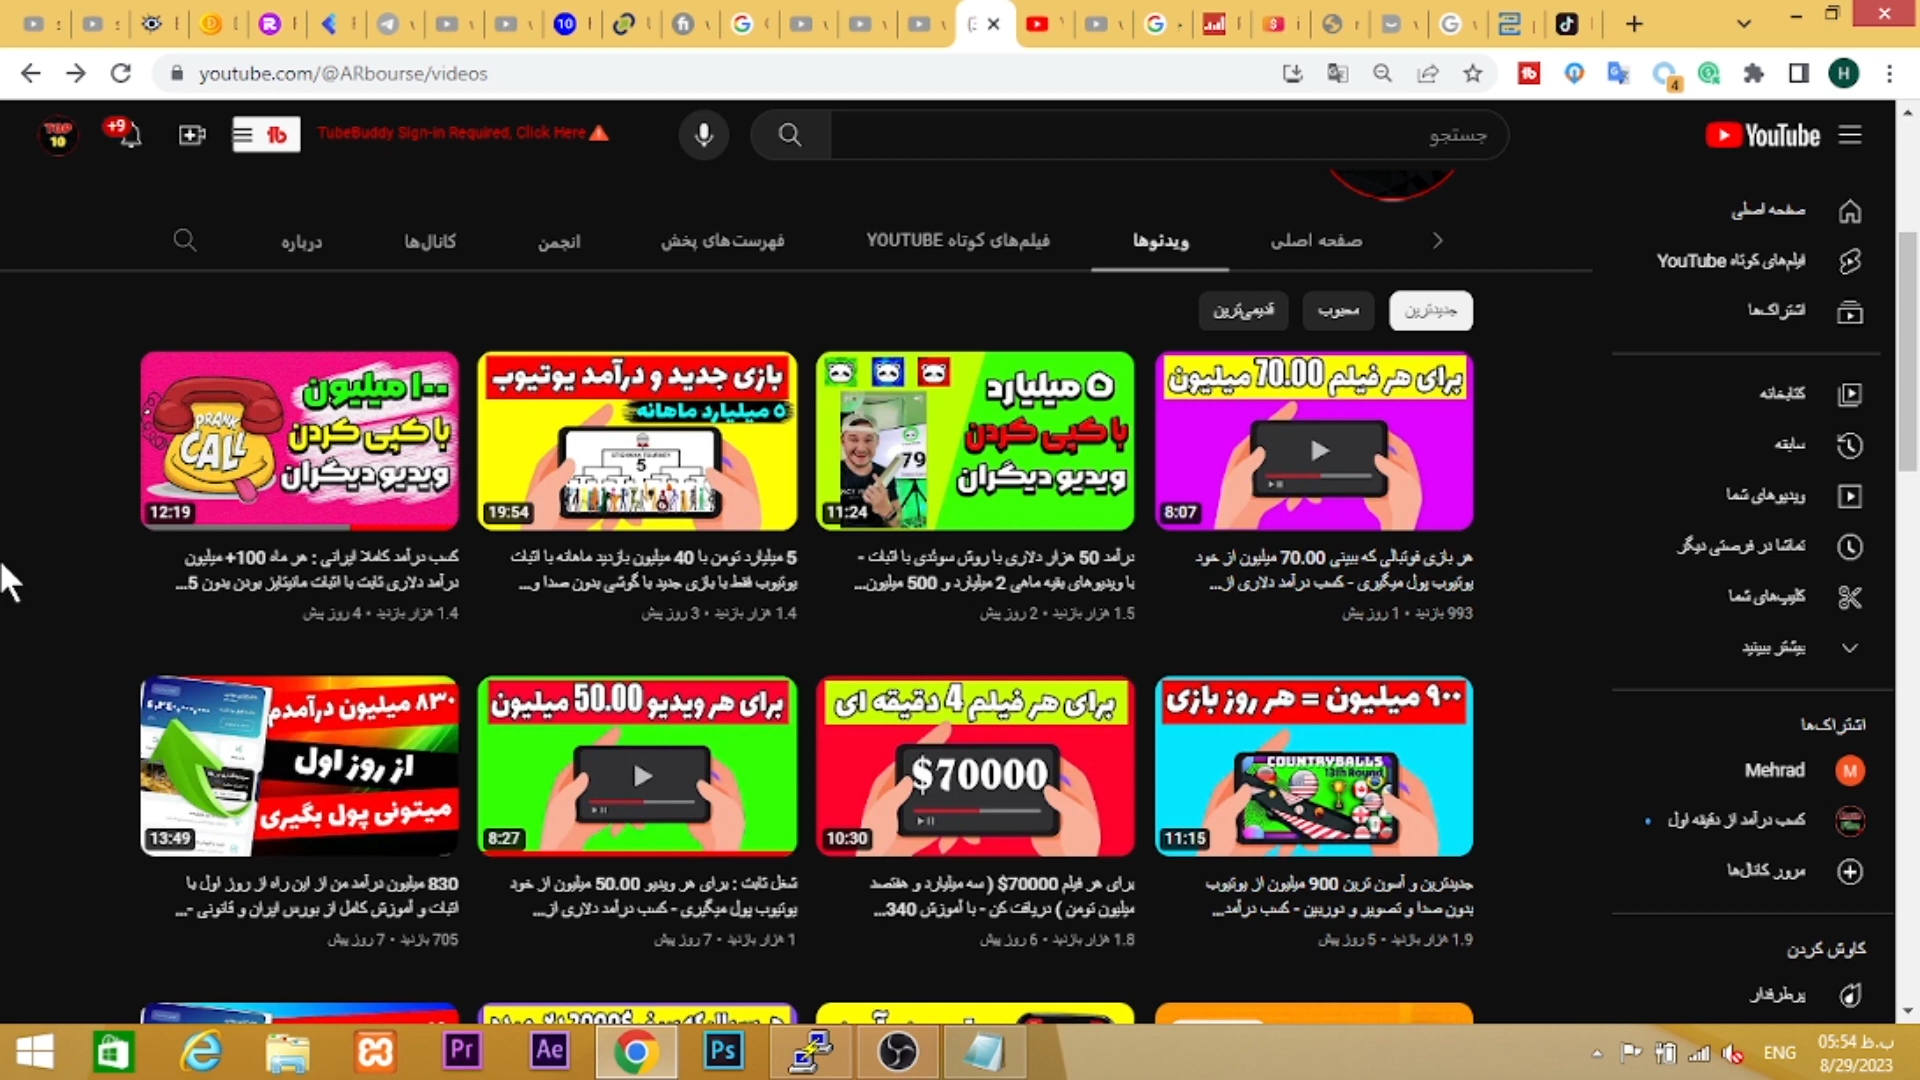 youtube.com/@ARbourse/videos
4
H
TOP
10
+9
TubeBuddy Sign-In Required, Click Here
جستجو
YouTube
صفحه اصلی
ویدئوها
فیلم‌های کوتاه YOUTUBE
فهرست‌های پخش
انجمن
کانال‌ها
درباره
جدیدترین
محبوب
قدیمی‌ترین
برای هر فیلم 70.00 میلیون
8:07
هر بازی فوتبالی که ببینی 70.00 میلیون از خود
یوتیوب پول میگیری - کسب درآمد دلاری از...
993 بازدید • 1 روز پیش
۵ میلیارد
با کپی کردن
ویدیو دیگران
79
11:24
درآمد 50 هزار دلاری با روش سوئدی با اثبات -
با ویدیوهای بقیه ماهی 2 میلیارد و 500 میلیون...
1.5 هزار بازدید • 2 روز پیش
بازی جدید و درآمد یوتیوب
۵ میلیارد ماهانه
5
19:54
5 میلیارد تومن با 40 میلیون بازدید ماهانه با اثبات
یوتیوب فقط با بازی جدید با گوشی بدون صدا و...
1.4 هزار بازدید • 3 روز پیش
۱۰۰ میلیون
با کپی کردن
ویدیو دیگران
PRANK
CALL
12:19
کسب درآمد کاملا ایرانی : هر ماه 100+ میلیون
درآمد دلاری ثابت با اثبات مانیتایز بودن بدون 5...
1.4 هزار بازدید • 4 روز پیش
۹۰۰ میلیون = هر روز بازی
COUNTRYBALLS
13th Round
11:15
جدیدترین و آسون ترین 900 میلیون از یوتیوب
بدون صدا و تصویر و دوربین - کسب درآمد...
1.9 هزار بازدید • 5 روز پیش
برای هر فیلم 4 دقیقه ای
$70000
10:30
برای هر فیلم 70000$ ( سه میلیارد و هفتصد
میلیون تومن ) دریافت کن - با آموزش 340...
1.8 هزار بازدید • 6 روز پیش
برای هر ویدیو 50.00 میلیون
8:27
شغل ثابت : برای هر ویدیو 50.00 میلیون از خود
یوتیوب پول میگیری - کسب درآمد دلاری از...
1 هزار بازدید • 7 روز پیش
۸۳۰ میلیون درآمدم
از روز اول
میتونی پول بگیری
13:49
830 میلیون درآمد من از این راه از روز اول با
اثبات و آموزش کامل از بورس ایران و قانونی -...
705 بازدید • 7 روز پیش
صفحه اصلی
فیلم‌های کوتاه YouTube
اشتراک‌ها
کتابخانه
سابقه
ویدیوهای شما
تماشا در فرصتی دیگر
کلیپ‌های شما
بیشتر ببینید
اشتراک‌ها
Mehrad
M
کسب درآمد از دقیقه اول
مرور کانال‌ها
کاوش کردن
پرطرفدار
Pr
Ae
Ps
ENG
05:54 ب.ظ
8/29/2023